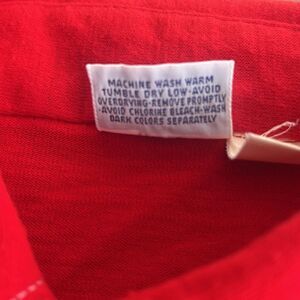 MACHINE WASH WARM
TUMBLE DRY LOW-AVOID
OVERDRYING-REMOVE PROMPTLY
AVOID CHLORINE BLEACH-WASH
DARK COLORS SEPARATELY